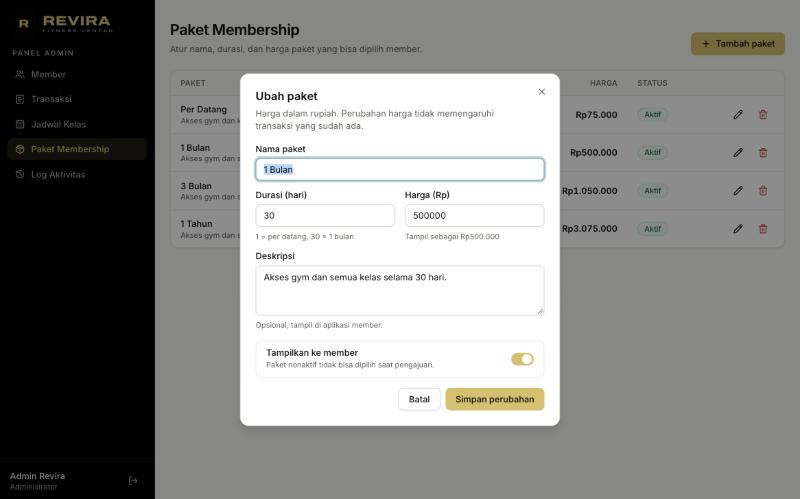 R REVIRA
FITNESS CENTER
PANEL ADMIN
Member
Transaksi
Jadwal Kelas
Paket Membership
Log Aktivitas
Admin Revira
Administrator
Paket Membership
Atur nama, durasi, dan harga paket yang bisa dipilih member.
+ Tambah paket
PAKET HARGA STATUS
Per Datang Rp75.000 Aktif
Akses gym dan
1 Bulan Rp500.000 Aktif
Akses gym dan s
3 Bulan Rp1.050.000 Aktif
Akses gym dan s
1 Tahun Rp3.075.000 Aktif
Akses gym dan s
Ubah paket
Harga dalam rupiah. Perubahan harga tidak memengaruhi
transaksi yang sudah ada.
Nama paket
1 Bulan
Durasi (hari) Harga (Rp)
30 500000
1 = per datang, 30 = 1 bulan Tampil sebagai Rp500.000
Deskripsi
Akses gym dan semua kelas selama 30 hari.
Opsional, tampil di aplikasi member.
Tampilkan ke member
Paket nonaktif tidak bisa dipilih saat pengajuan.
Batal Simpan perubahan